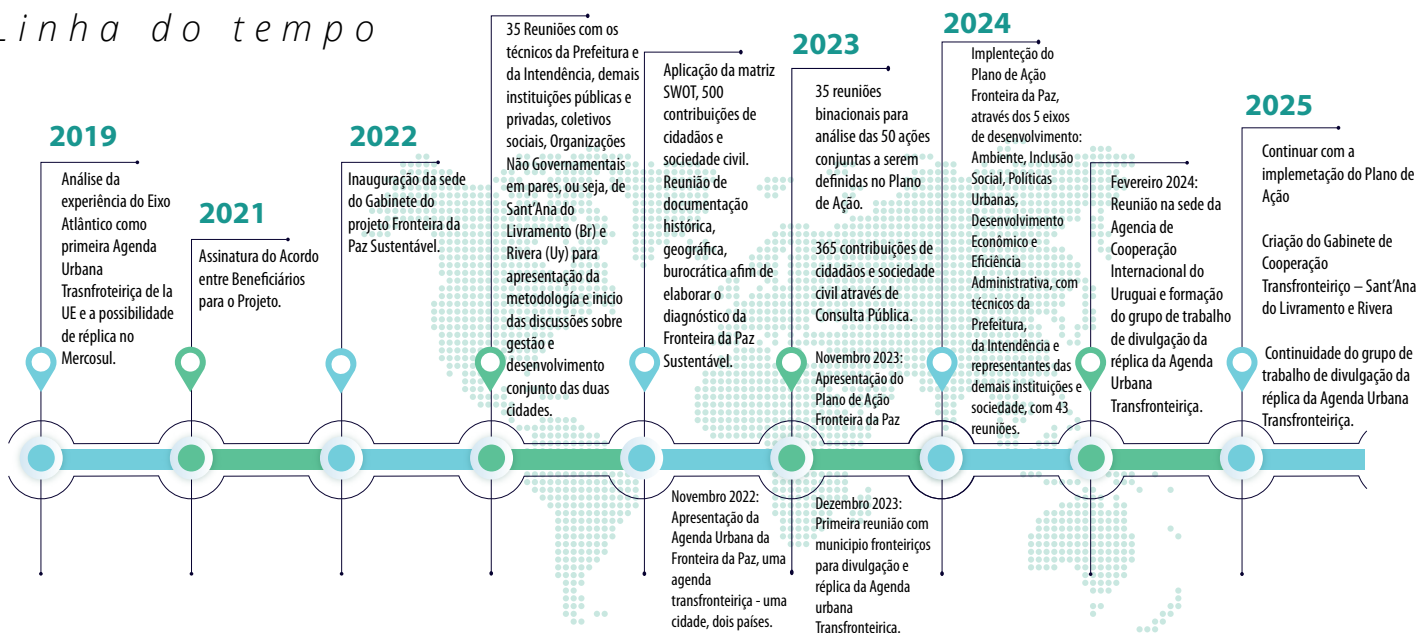 Linha do tempo
2019
Análise da
experiência do Eixo
Atlântico como
primeira Agenda
Urbana
Trasnfroteiriça de la
UE e a possibilidade
de réplica no
Mercosul.
2021
Assinatura do Acordo
entre Beneficiários
para o Projeto.
2022
Inauguração da sede
do Gabinete do
projeto Fronteira da
Paz Sustentável.
35 Reuniões com os
técnicos da Prefeitura e
da Intendência, demais
instituições públicas e
privadas, coletivos
sociais, Organizações
Não Governamentais
em pares, ou seja, de
Sant'Ana do
Livramento (Br) e
Rivera (Uy) para
apresentação da
metodología e inicio
das discussões sobre
gestão e
desenvolvimento
conjunto das duas
cidades.
Aplicação da matriz
SWOT, 500
contribuições de
cidadãos e
sociedade civil.
Reunião de
documentação
histórica,
geográfica,
burocrática afim de
elaborar o
diagnóstico da
Fronteira da Paz
Sustentável.
Novembro 2022:
Apresentação da
Agenda Urbana da
Fronteira da Paz, uma
agenda
transfronteiriça - uma
cidade, dois países.
2023
35 reuniões
binacionais para
análise das 50 ações
conjuntas a serem
definidas no Plano
de Ação.
365 contribuições de
cidadãos e sociedade
civil através de
Consulta Pública.
Novembro 2023:
Apresentação do
Plano de Ação
Fronteira da Paz
Dezembro 2023:
Primeira reunião com
municipio fronteiriços
para divulgação e
réplica da Agenda
urbana
Transfronteirica.
2024
Implenteção do
Plano de Ação
Fronteira da Paz,
através dos 5 eixos
de desenvolvimento:
Ambiente, Inclusão
Social, Políticas
Urbanas,
Desenvolvimento
Econômico e
Eficiência
Administrativa, com
técnicos da
Prefeitura,
da Intendência e
representantes das
demais instituições e
sociedade, com 43
reuniões.
Fevereiro 2024:
Reunião na sede da
Agencia de
Cooperação
Internacional do
Uruguai e formação
do grupo de trabalho
de divulgação da
réplica da Agenda
Urbana
Transfronteiriça.
2025
Continuar com a
implemetação do Plano de
Ação
Criação do Gabinete de
Cooperação
Transfronteiriço – Sant'Ana
do Livramento e Rivera
Continuidade do grupo de
trabalho de divulgação da
réplica da Agenda Urbana
Transfronteiriça.